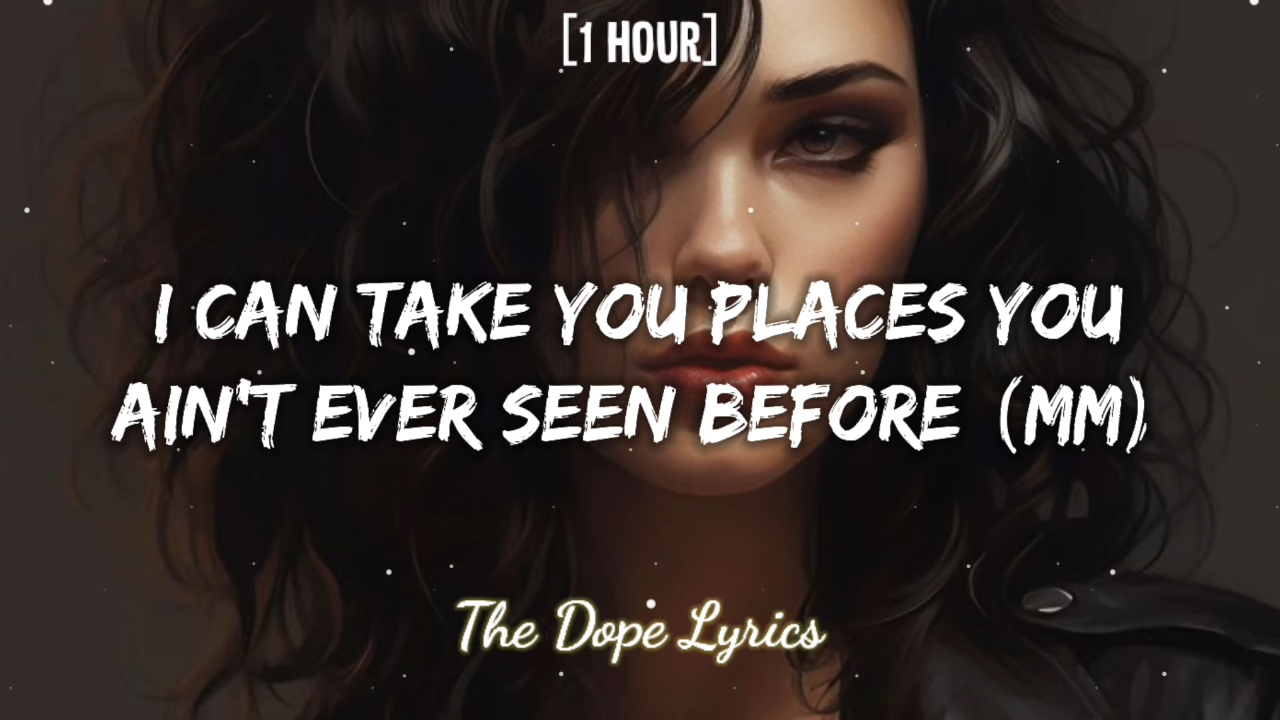 [1 HOUR]
I CAN TAKE YOU PLACES YOU
AIN'T EVER SEEN BEFORE (MM)
The Dope Lyrics